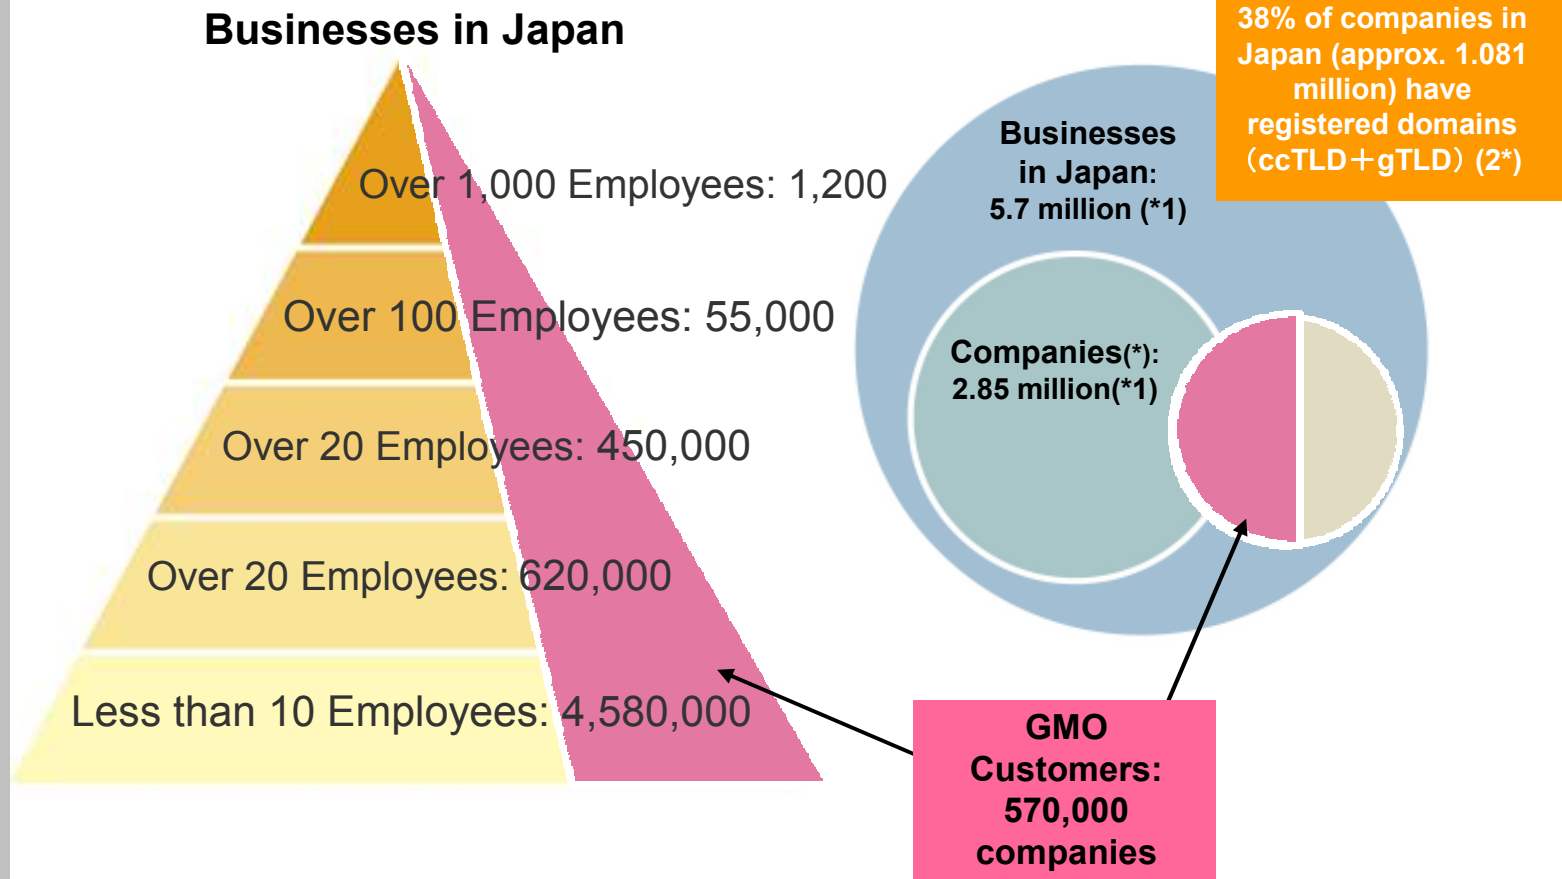 Businesses in Japan
Over 1,000 Employees: 1,200
Over 100 Employees: 55,000
Over 20 Employees: 450,000
Over 20 Employees: 620,000
Less than 10 Employees: 4,580,000
38% of companies in
Japan (approx. 1.081
million) have
registered domains
（ccTLD＋gTLD）(2*)
Businesses
in Japan:
5.7 million (*1)
Companies(*):
2.85 million(*1)
GMO
Customers:
570,000
companies